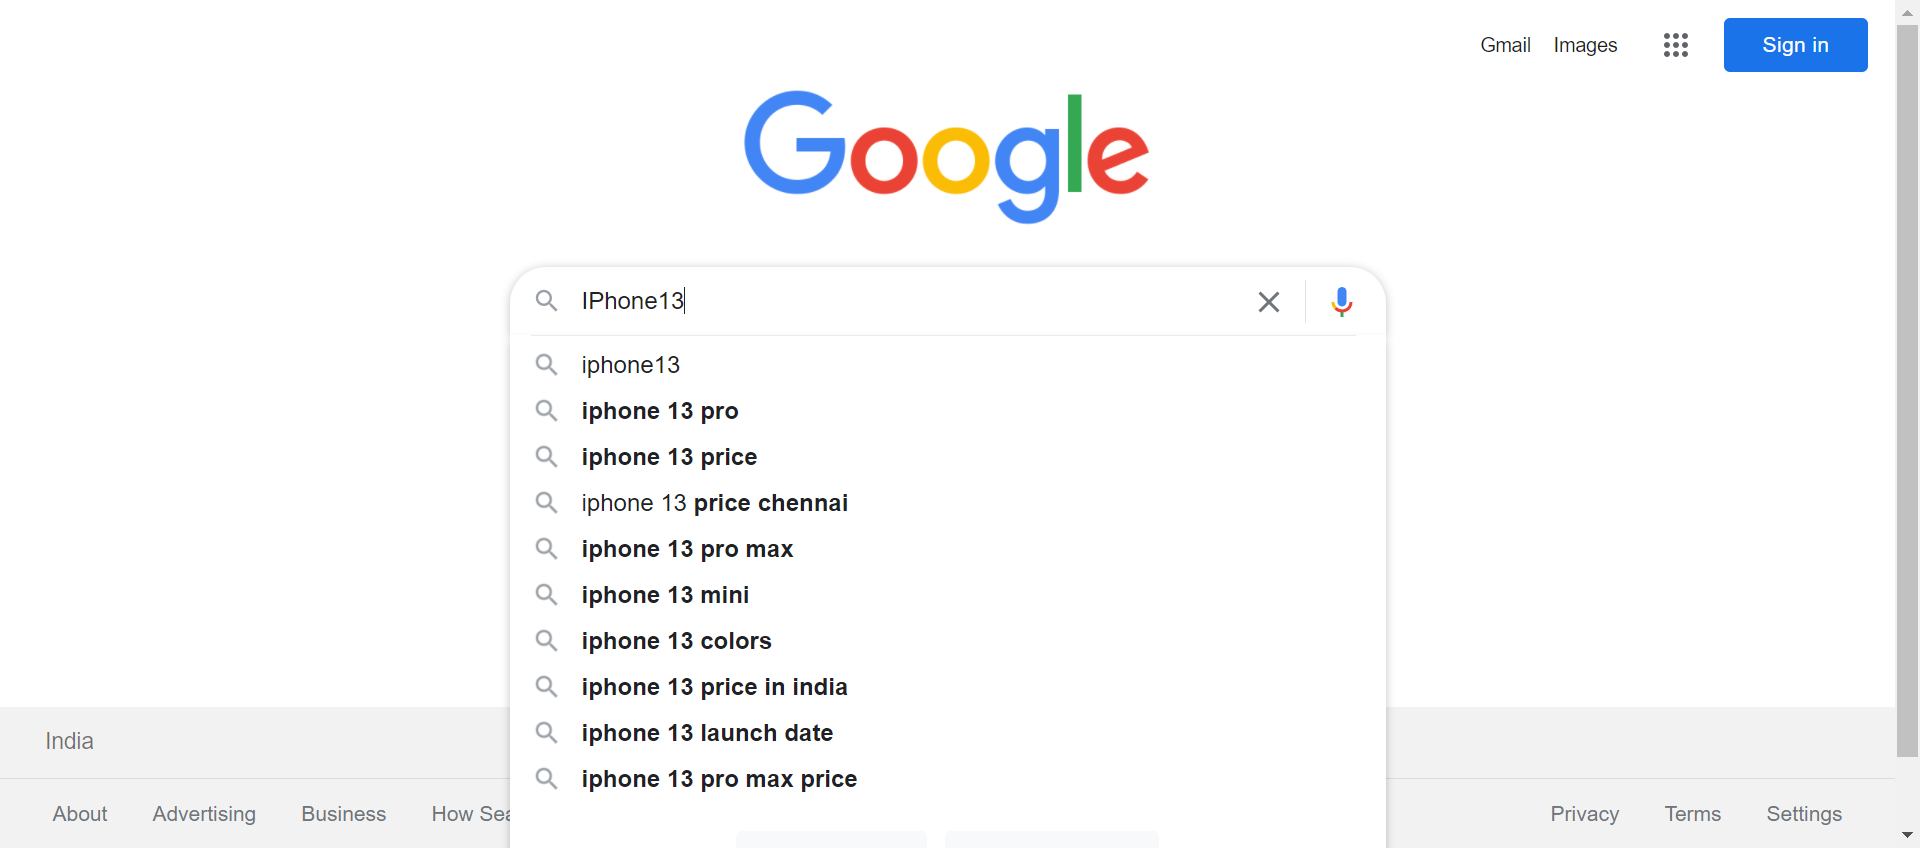 Gmail Images Sign in
Google
IPhone13
iphone13
iphone 13 pro
iphone 13 price
iphone 13 price chennai
iphone 13 pro max
iphone 13 mini
iphone 13 colors
iphone 13 price in india
iphone 13 launch date
iphone 13 pro max price
India
About Advertising Business How Privacy Terms Settings